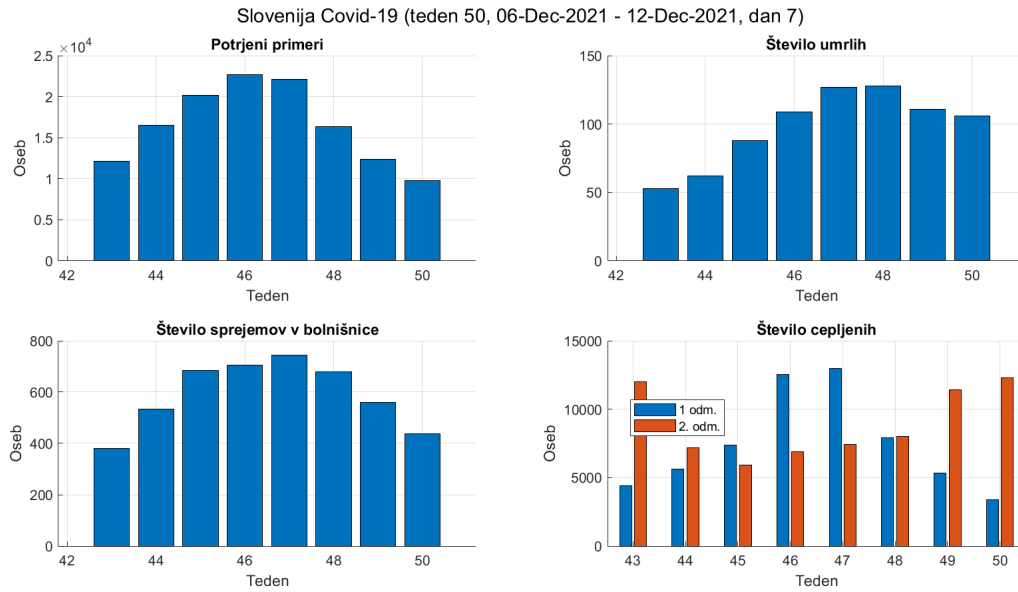 Slovenija Covid-19 (teden 50, 06-Dec-2021 - 12-Dec-2021, dan 7)
Potrjeni primeri
×10⁴
2.5
2
1.5
1
0.5
0
Oseb
42 44 46 48 50
Teden
Število umrlih
150
100
50
0
Oseb
42 44 46 48 50
Teden
Število sprejemov v bolnišnice
800
600
400
200
0
Oseb
42 44 46 48 50
Teden
Število cepljenih
15000
10000
5000
0
Oseb
1 odm.
2. odm.
43 44 45 46 47 48 49 50
Teden